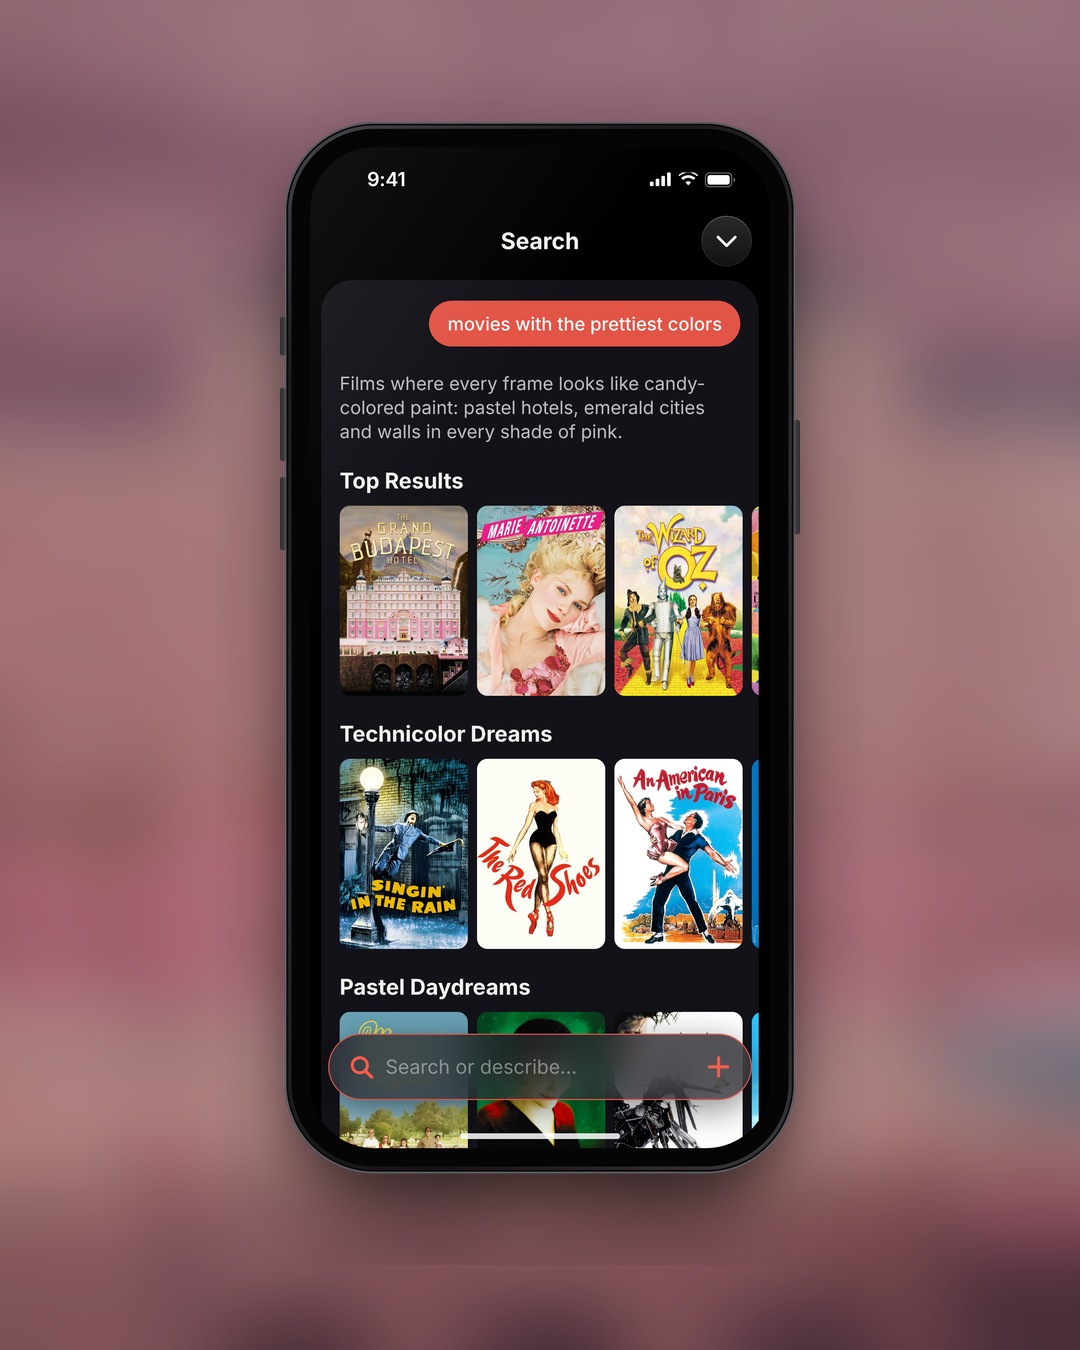 9:41
Search
movies with the prettiest colors
Films where every frame looks like candy-
colored paint: pastel hotels, emerald cities
and walls in every shade of pink.
Top Results
THE
GRAND
BUDAPEST
HOTEL
MARIE ANTOINETTE
The WIZARD
OF OZ
Technicolor Dreams
SINGIN'
IN THE RAIN
The Red Shoes
An American
in Paris
Pastel Daydreams
Search or describe...